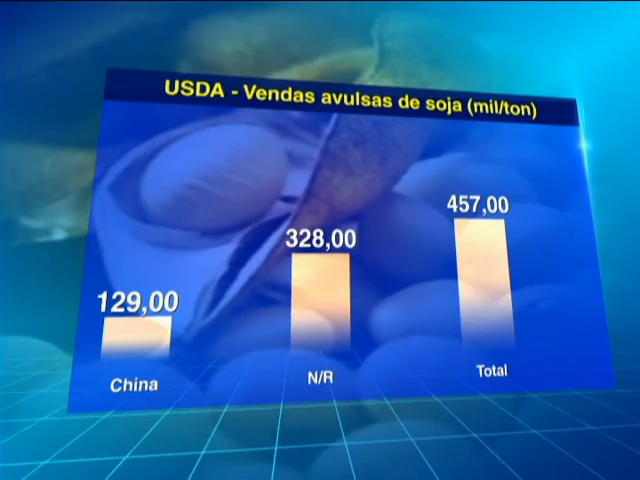 USDA - Vendas avulsas de soja (mil/ton)
457,00
328,00
129,00
China
N/R
Total